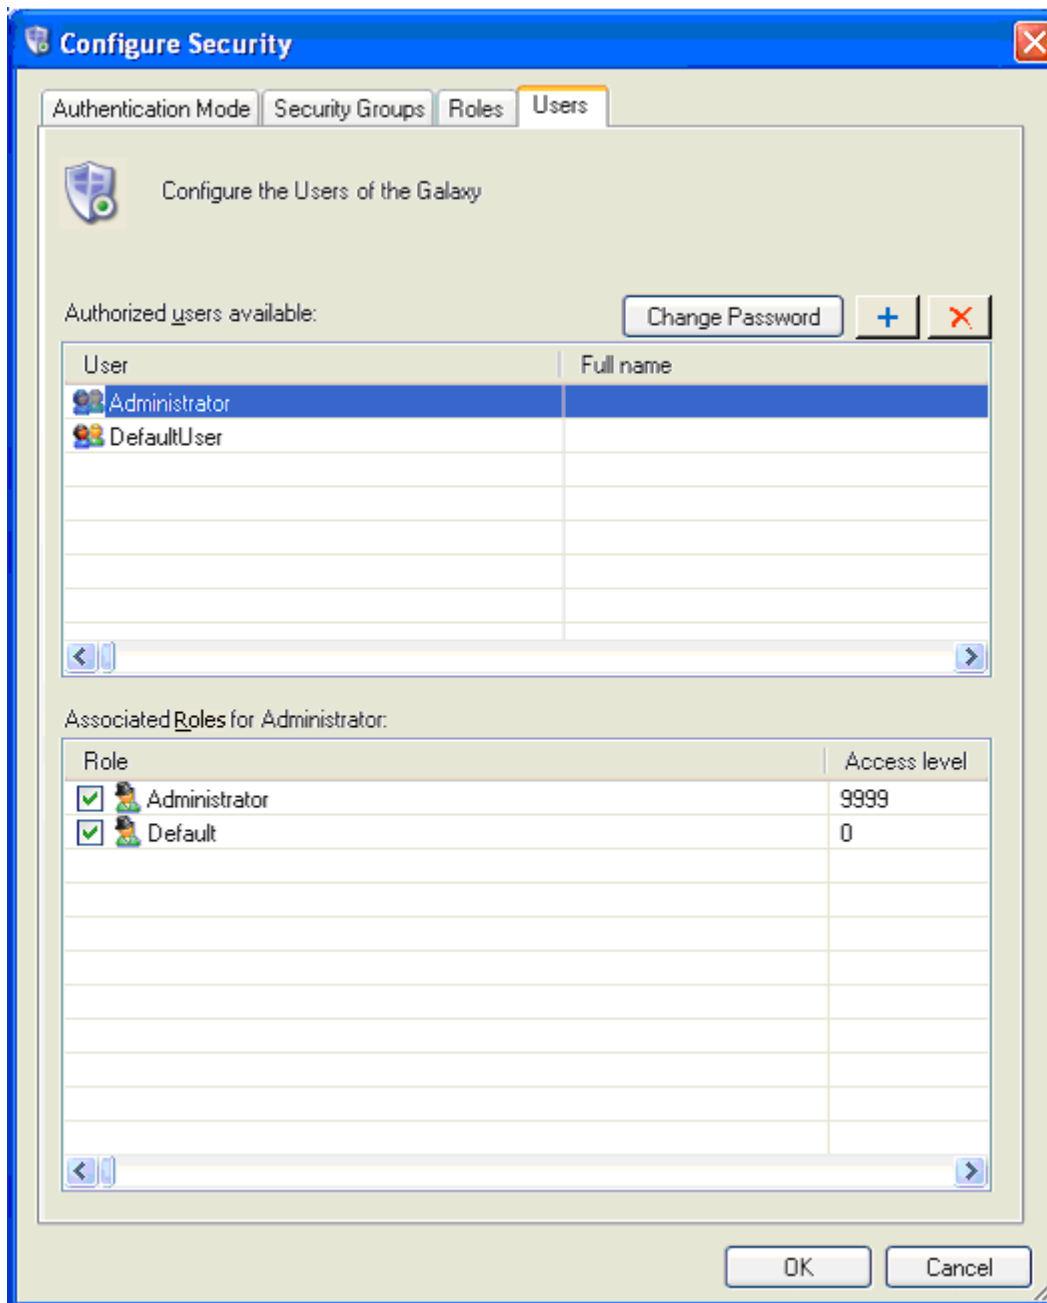 Configure Security
Authentication Mode Security Groups Roles Users
Configure the Users of the Galaxy
Authorized users available: Change Password
User Full name
Administrator
DefaultUser
Associated Roles for Administrator:
Role Access level
Administrator 9999
Default 0
OK Cancel